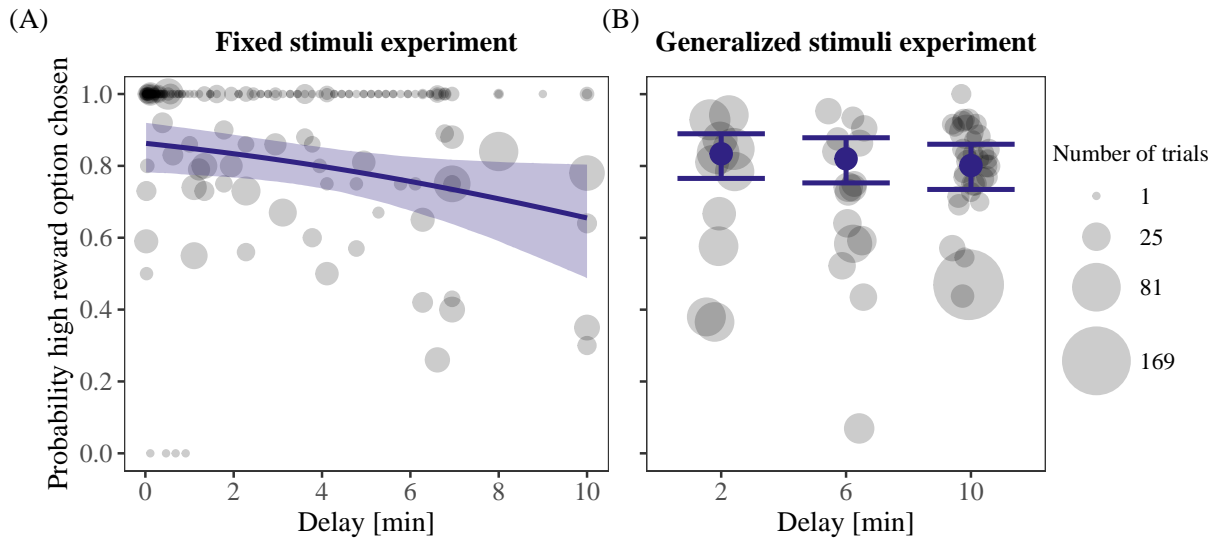 (A)
Fixed stimuli experiment
(B)
Generalized stimuli experiment
Probability high reward option chosen
1.0
0.8
0.6
0.4
0.2
0.0
0
2
4
6
8
10
Delay [min]
2
6
10
Delay [min]
Number of trials
1
25
81
169